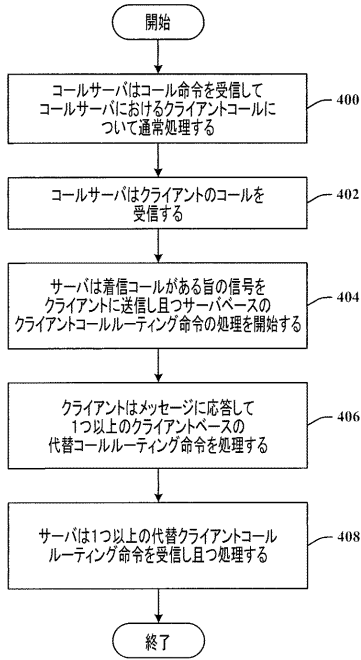 開始
コールサーバはコール命令を受信して
コールサーバにおけるクライアントコールに
ついて通常処理する
400
コールサーバはクライアントのコールを
受信する
402
サーバは着信コールがある旨の信号を
クライアントに送信し且つサーバベースの
クライアントコールルーティング命令の処理を開始する
404
クライアントはメッセージに応答して
1つ以上のクライアントベースの
代替コールルーティング命令を処理する
406
サーバは1つ以上の代替クライアントコール
ルーティング命令を受信し且つ処理する
408
終了